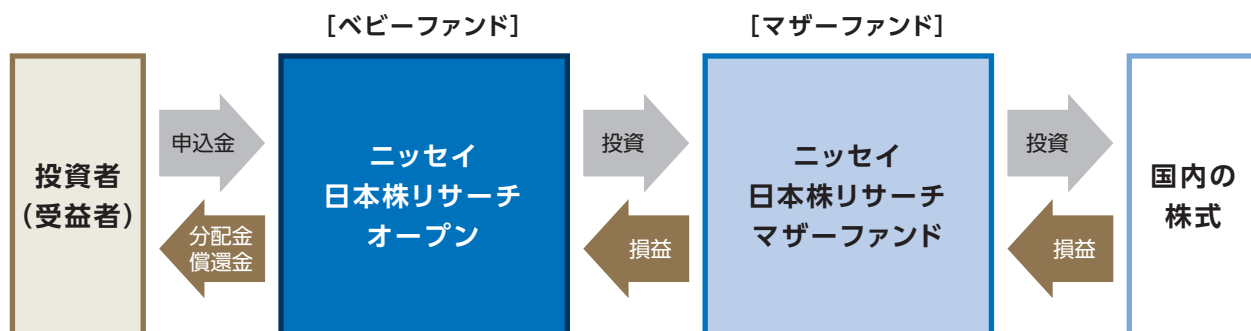 [ベビーファンド]
[マザーファンド]
投資者
(受益者)
申込金
分配金
償還金
ニッセイ
日本株リサーチ
オープン
投資
損益
ニッセイ
日本株リサーチ
マザーファンド
投資
損益
国内の
株式